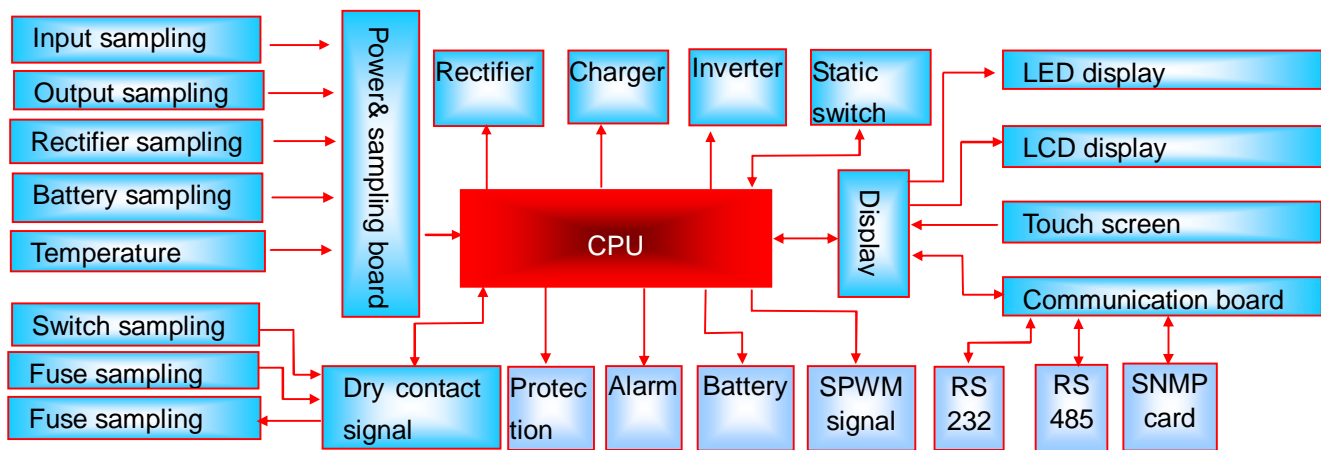 Input sampling
Output sampling
Rectifier sampling
Battery sampling
Temperature
Switch sampling
Fuse sampling
Fuse sampling
Power& sampling board
Rectifier
Charger
Inverter
Static
switch
CPU
Display
LED display
LCD display
Touch screen
Communication board
Dry contact
signal
Protec
tion
Alarm
Battery
SPWM
signal
RS
232
RS
485
SNMP
card